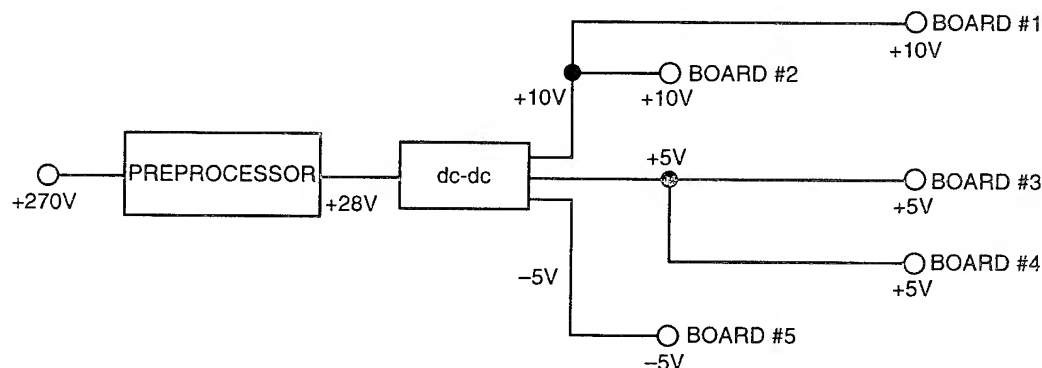 BOARD #1
+10V
BOARD #2
+10V
+10V
PREPROCESSOR
dc-dc
+5V
BOARD #3
+270V
+28V
+5V
BOARD #4
+5V
–5V
BOARD #5
–5V